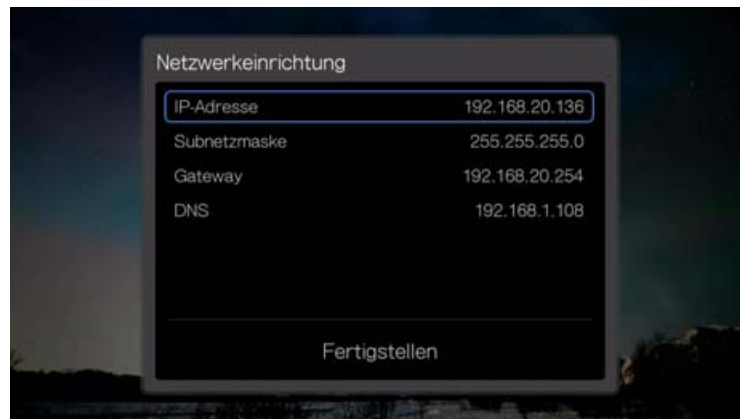 Netzwerkeinrichtung
IP-Adresse 192.168.20.136
Subnetzmaske 255.255.255.0
Gateway 192.168.20.254
DNS 192.168.1.108
Fertigstellen